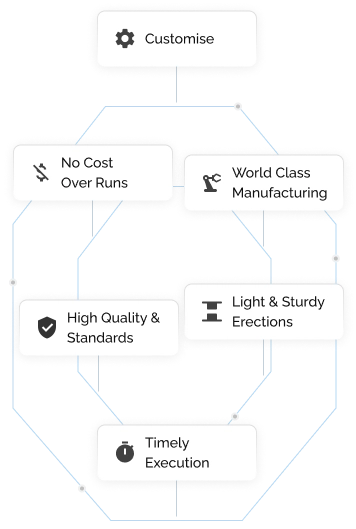 Customise
No Cost
Over Runs
World Class
Manufacturing
High Quality &
Standards
Light & Sturdy
Erections
Timely
Execution